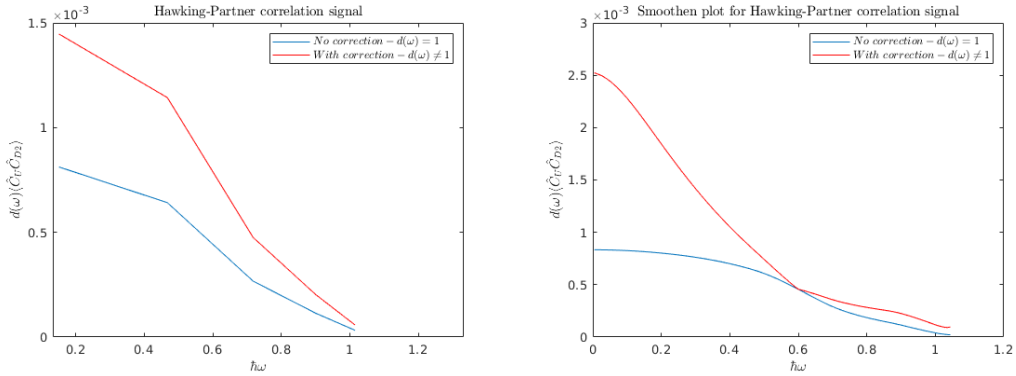 Hawking-Partner correlation signal
×10⁻³
1.5
1
0.5
0
0.2 0.4 0.6 0.8 1 1.2
d(ω)⟨Ĉ_U Ĉ_D2⟩
ħω
No correction − d(ω) = 1
With correction − d(ω) ≠ 1
Smoothen plot for Hawking-Partner correlation signal
×10⁻³
3
2.5
2
1.5
1
0.5
0
0 0.2 0.4 0.6 0.8 1 1.2
d(ω)⟨Ĉ_U Ĉ_D2⟩
ħω
No correction − d(ω) = 1
With correction − d(ω) ≠ 1